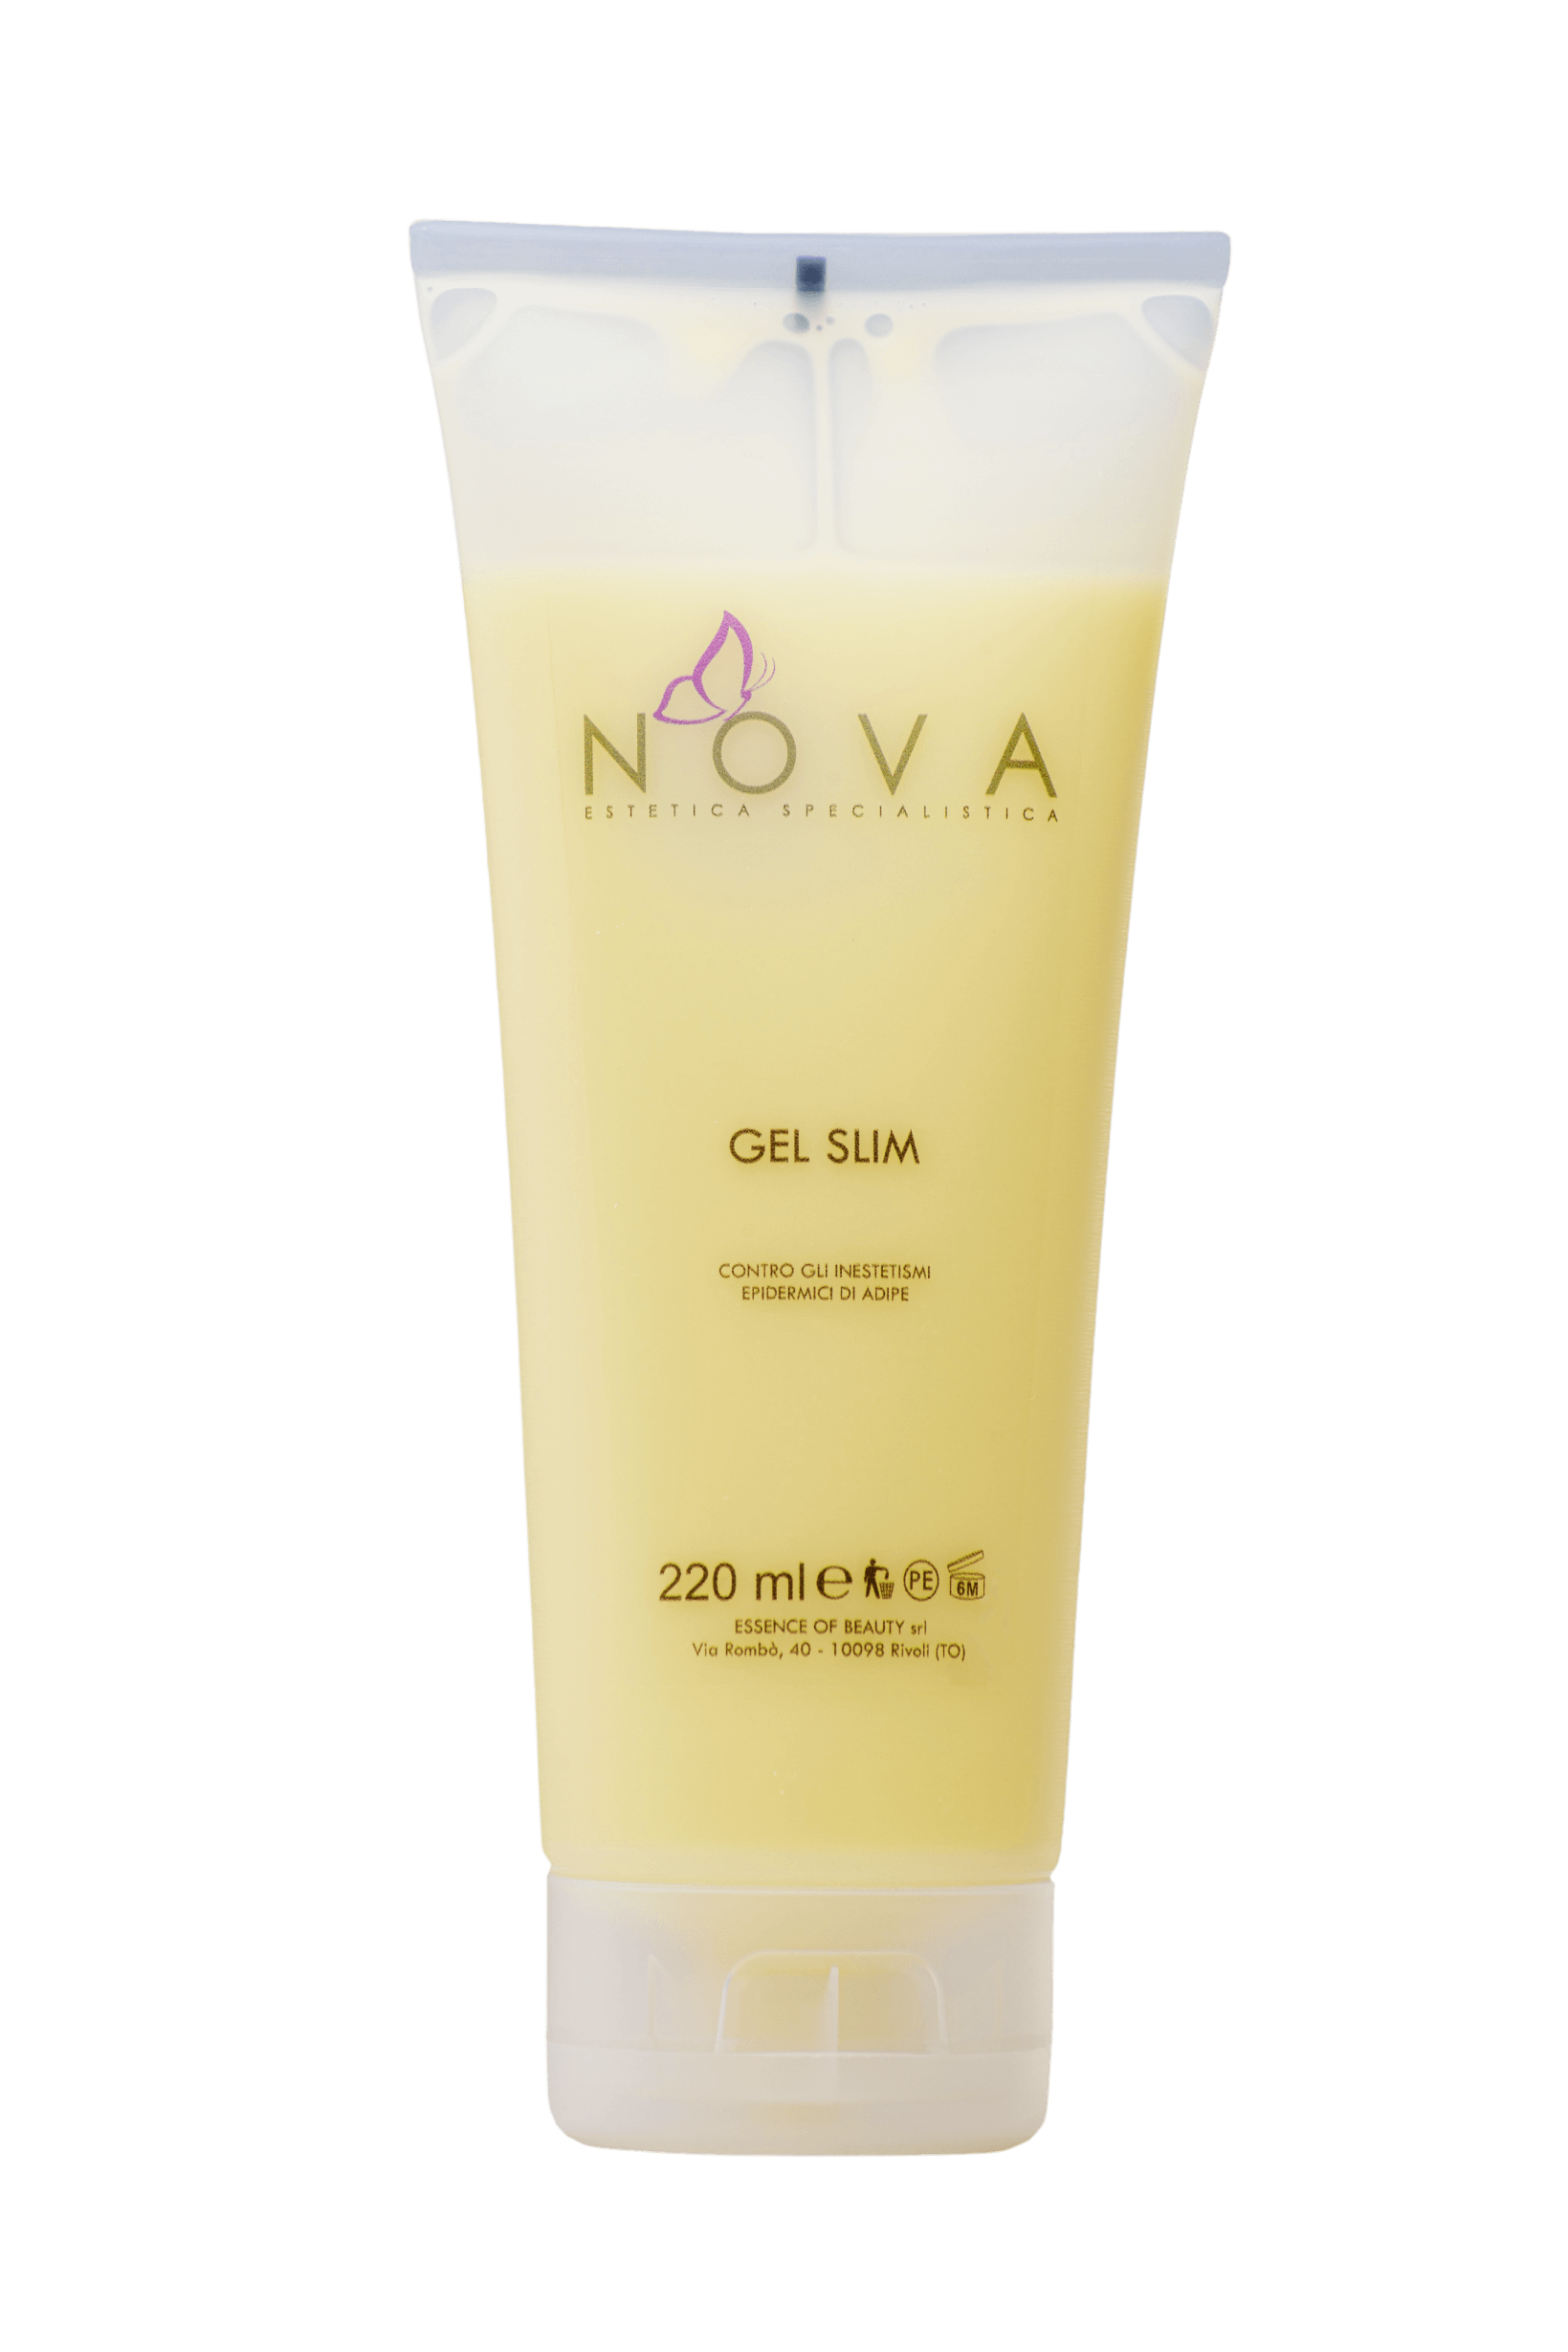 NOVA
ESTETICA SPECIALISTICA
GEL SLIM
CONTRO GLI INESTETISMI
EPIDERMICI DI ADIPE
220 ml e PE 6M
ESSENCE OF BEAUTY srl
Via Rombò, 40 - 10098 Rivoli (TO)